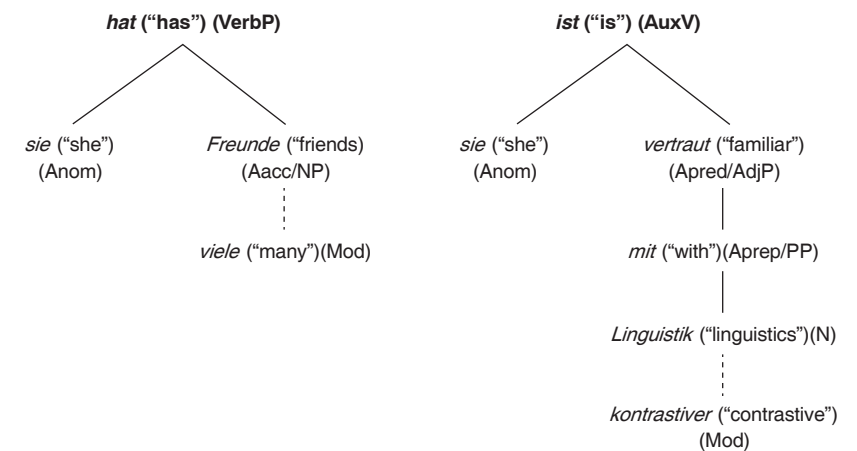 hat (“has”) (VerbP)
sie (“she”)
(Anom)
Freunde (“friends)
(Aacc/NP)
viele (“many”)(Mod)
ist (“is”) (AuxV)
sie (“she”)
(Anom)
vertraut (“familiar”)
(Apred/AdjP)
mit (“with”)(Aprep/PP)
Linguistik (“linguistics”)(N)
kontrastiver (“contrastive”)
(Mod)